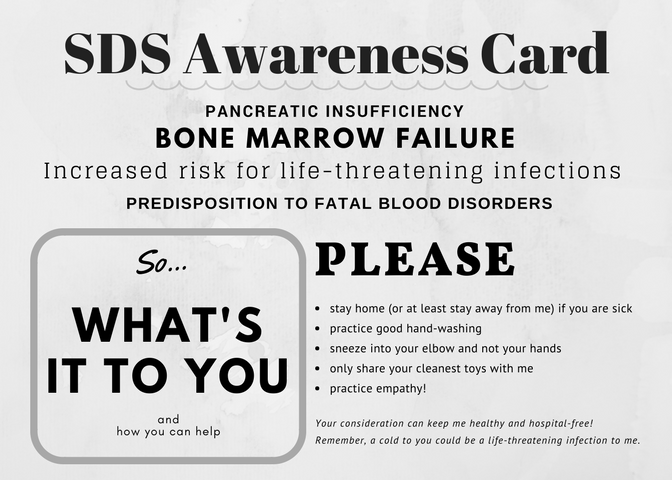 SDS Awareness Card
PANCREATIC INSUFFICIENCY
BONE MARROW FAILURE
Increased risk for life-threatening infections
PREDISPOSITION TO FATAL BLOOD DISORDERS
So...
WHAT'S
IT TO YOU
and
how you can help
PLEASE
• stay home (or at least stay away from me) if you are sick
• practice good hand-washing
• sneeze into your elbow and not your hands
• only share your cleanest toys with me
• practice empathy!
Your consideration can keep me healthy and hospital-free!
Remember, a cold to you could be a life-threatening infection to me.